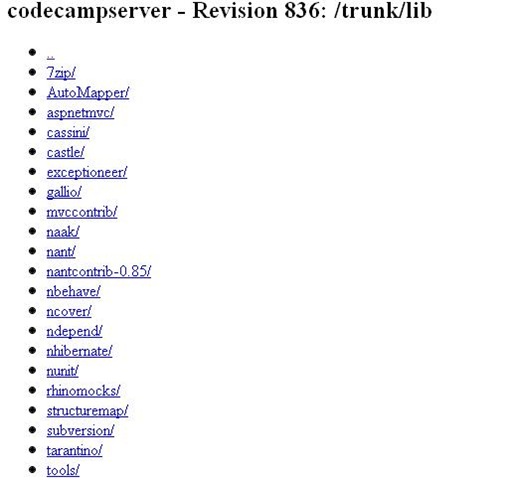 codecampserver - Revision 836: /trunk/lib
..
7zip/
AutoMapper/
aspnetmvc/
cassini/
castle/
exceptioneer/
gallio/
mvccontrib/
naak/
nant/
nantcontrib-0.85/
nbehave/
ncover/
ndepend/
nhibernate/
nunit/
rhinomocks/
structuremap/
subversion/
tarantino/
tools/